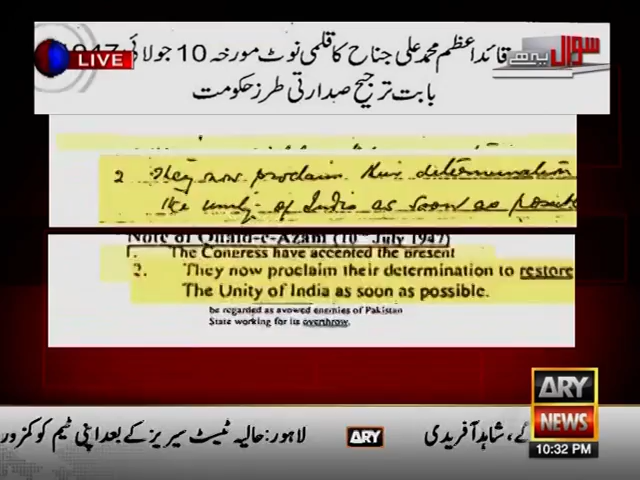 قائداعظم محمد علی جناح کا قلمی نوٹ مورخہ 10 جولائی 1947
LIVE
سوال یہ ہے
بابت ترجیح صدارتی طرز حکومت
2 They now proclaim their determination
the unity of India as soon as possible
Note of Quaid-e-Azam (10th July 1947)
1. The Congress have accepted the present
2. They now proclaim their determination to restore
The Unity of India as soon as possible.
be regarded as avowed enemies of Pakistan
State working for its overthrow.
ARY
NEWS
گے، شاہد آفریدی ARY لاہور: حالیہ ٹیسٹ سیریز کے بعد اپنی ٹیم کو کمزور
10:32 PM